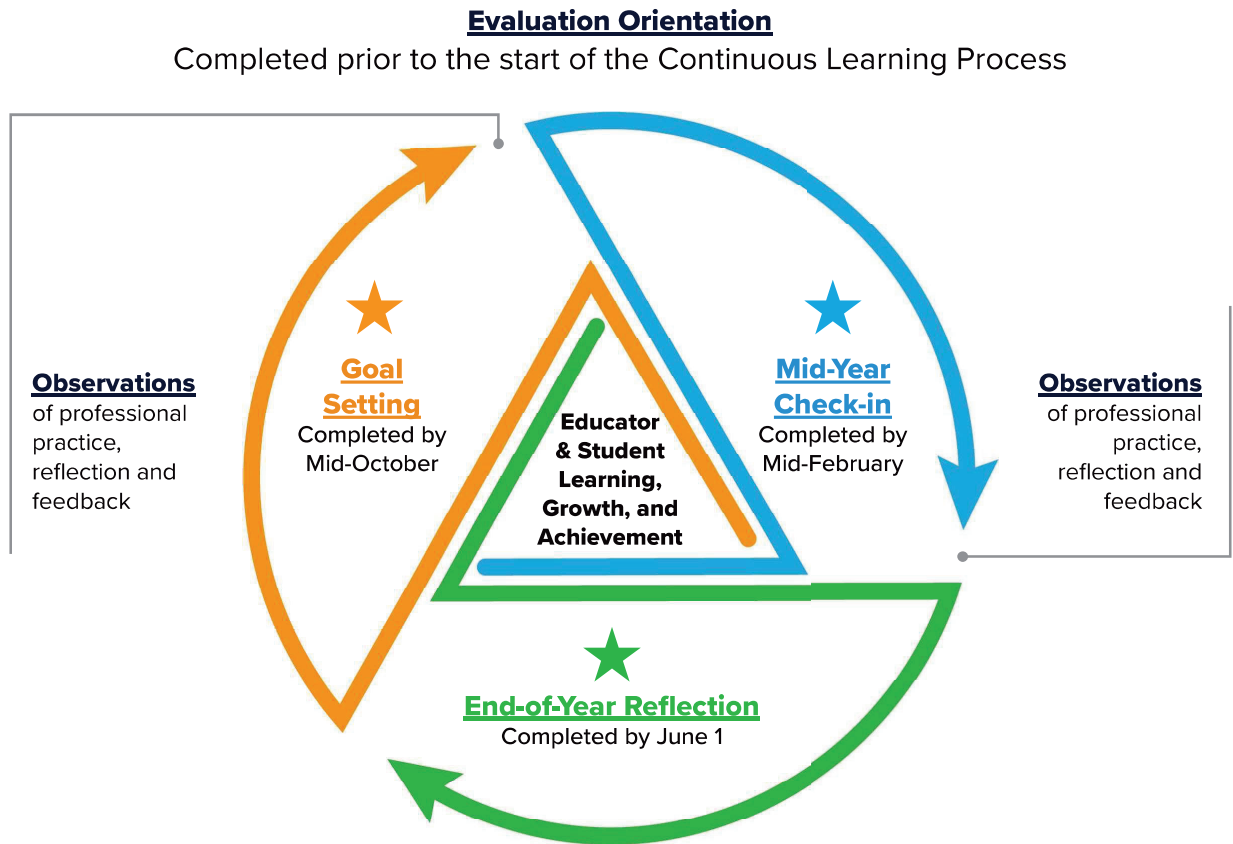 Evaluation Orientation
Completed prior to the start of the Continuous Learning Process
Observations
of professional
practice,
reflection and
feedback
Goal
Setting
Completed by
Mid-October
Educator
& Student
Learning,
Growth, and
Achievement
Mid-Year
Check-in
Completed by
Mid-February
Observations
of professional
practice,
reflection and
feedback
End-of-Year Reflection
Completed by June 1